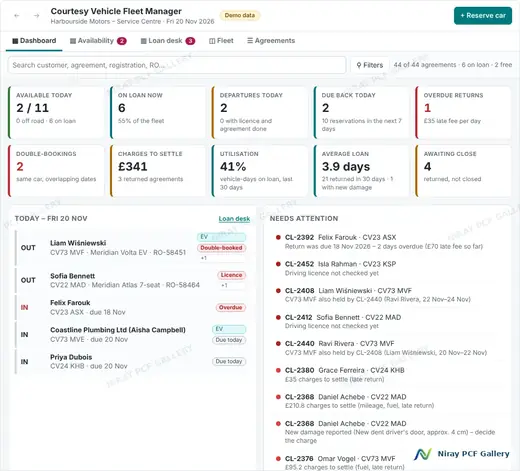 Courtesy Vehicle Fleet Manager
Harbourside Motors – Service Centre · Fri 20 Nov 2026
Demo data
+ Reserve car
Dashboard
Availability 2
Loan desk 3
Fleet
Agreements
Search customer, agreement, registration, RO...
Filters
44 of 44 agreements · 6 on loan · 2 free
AVAILABLE TODAY
2 / 11
0 off road · 6 on loan
ON LOAN NOW
6
55% of the fleet
DEPARTURES TODAY
2
0 with licence and
agreement done
DUE BACK TODAY
2
10 reservations in the next 7
days
OVERDUE RETURNS
1
£35 late fee per day
DOUBLE-BOOKINGS
2
same car, overlapping dates
CHARGES TO SETTLE
£341
3 returned agreements
UTILISATION
41%
vehicle-days on loan, last
30 days
AVERAGE LOAN
3.9 days
21 returned in 30 days · 1
with new damage
AWAITING CLOSE
4
returned, not closed
TODAY – FRI 20 NOV
Loan desk
OUT
Liam Wiśniewski
CV73 MVF · Meridian Volta EV · RO-58451
EV
Double-booked
+1
OUT
Sofia Bennett
CV22 MAD · Meridian Atlas 7-seat · RO-58464
Licence
+1
IN
Felix Farouk
CV23 ASX · due 18 Nov
Overdue
IN
Coastline Plumbing Ltd (Aisha Campbell)
CV73 MVE · due 20 Nov
EV
Due today
IN
Priya Dubois
CV24 KHB · due 20 Nov
Due today
NEEDS ATTENTION
CL-2392 Felix Farouk · CV23 ASX
Return was due 18 Nov 2026 – 2 days overdue (£70 late fee so far)
CL-2452 Isla Rahman · CV23 KSP
Driving licence not checked yet
CL-2408 Liam Wiśniewski · CV73 MVF
CV73 MVF also held by CL-2440 (Ravi Rivera, 22 Nov–24 Nov)
CL-2412 Sofia Bennett · CV22 MAD
Driving licence not checked yet
CL-2440 Ravi Rivera · CV73 MVF
CV73 MVF also held by CL-2408 (Liam Wiśniewski, 20 Nov–22 Nov)
CL-2380 Grace Ferreira · CV24 KHB
£35 charges to settle (late return)
CL-2368 Daniel Achebe · CV22 MAD
£210.8 charges to settle (mileage, fuel, late return)
CL-2368 Daniel Achebe · CV22 MAD
New damage reported (New dent driver's door, approx. 4 cm) – decide
the charge
CL-2376 Omar Vogel · CV73 MVF
£95.2 charges to settle (fuel, late return)
Niray PCF Gallery